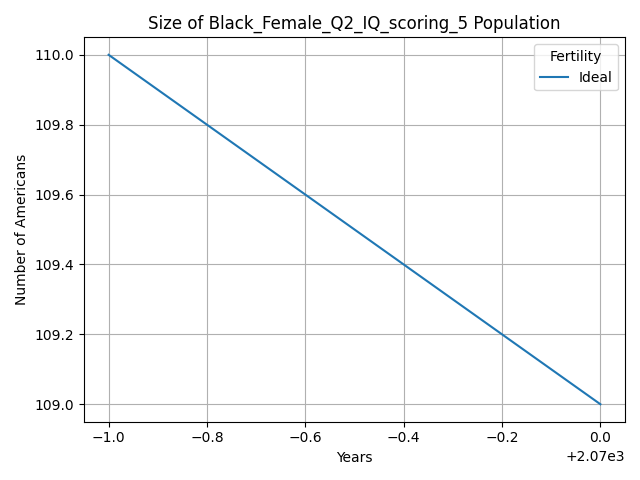 Size of Black_Female_Q2_IQ_scoring_5 Population
Fertility
Ideal
110.0
109.8
109.6
109.4
109.2
109.0
Number of Americans
−1.0 −0.8 −0.6 −0.4 −0.2 0.0
+2.07e3
Years